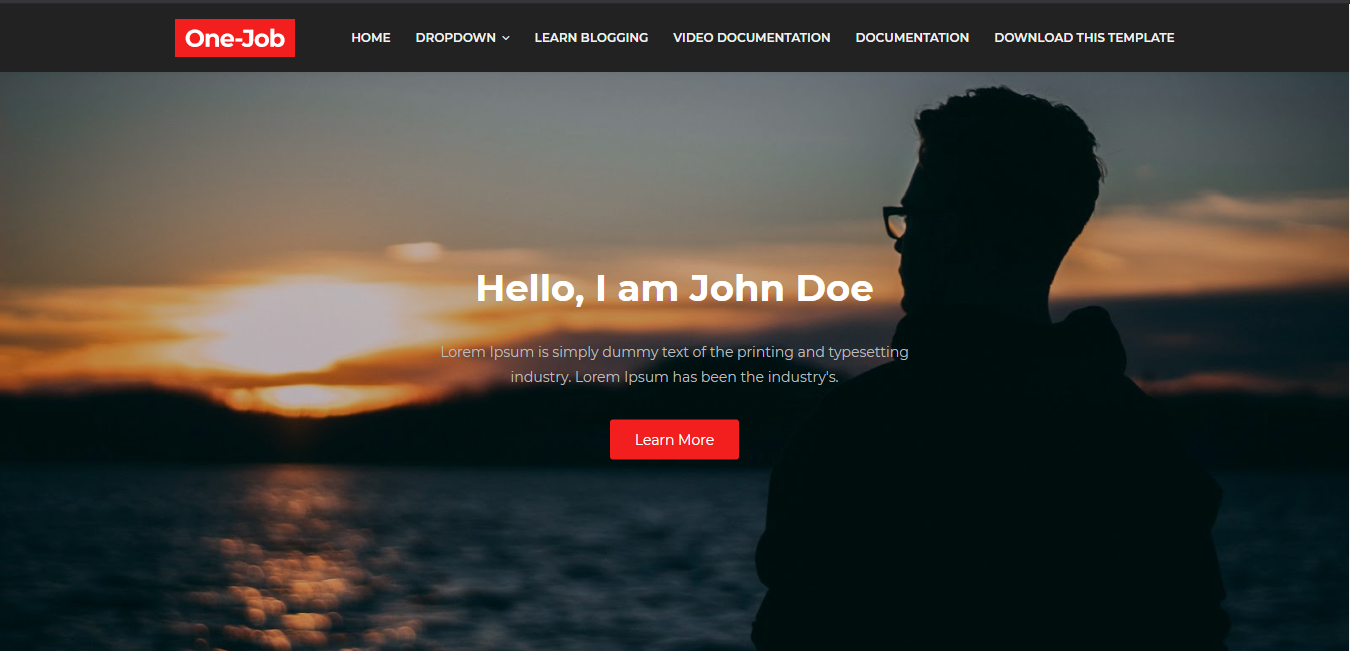 One-Job
HOME
DROPDOWN
LEARN BLOGGING
VIDEO DOCUMENTATION
DOCUMENTATION
DOWNLOAD THIS TEMPLATE
Hello, I am John Doe
Lorem Ipsum is simply dummy text of the printing and typesetting
industry. Lorem Ipsum has been the industry's.
Learn More